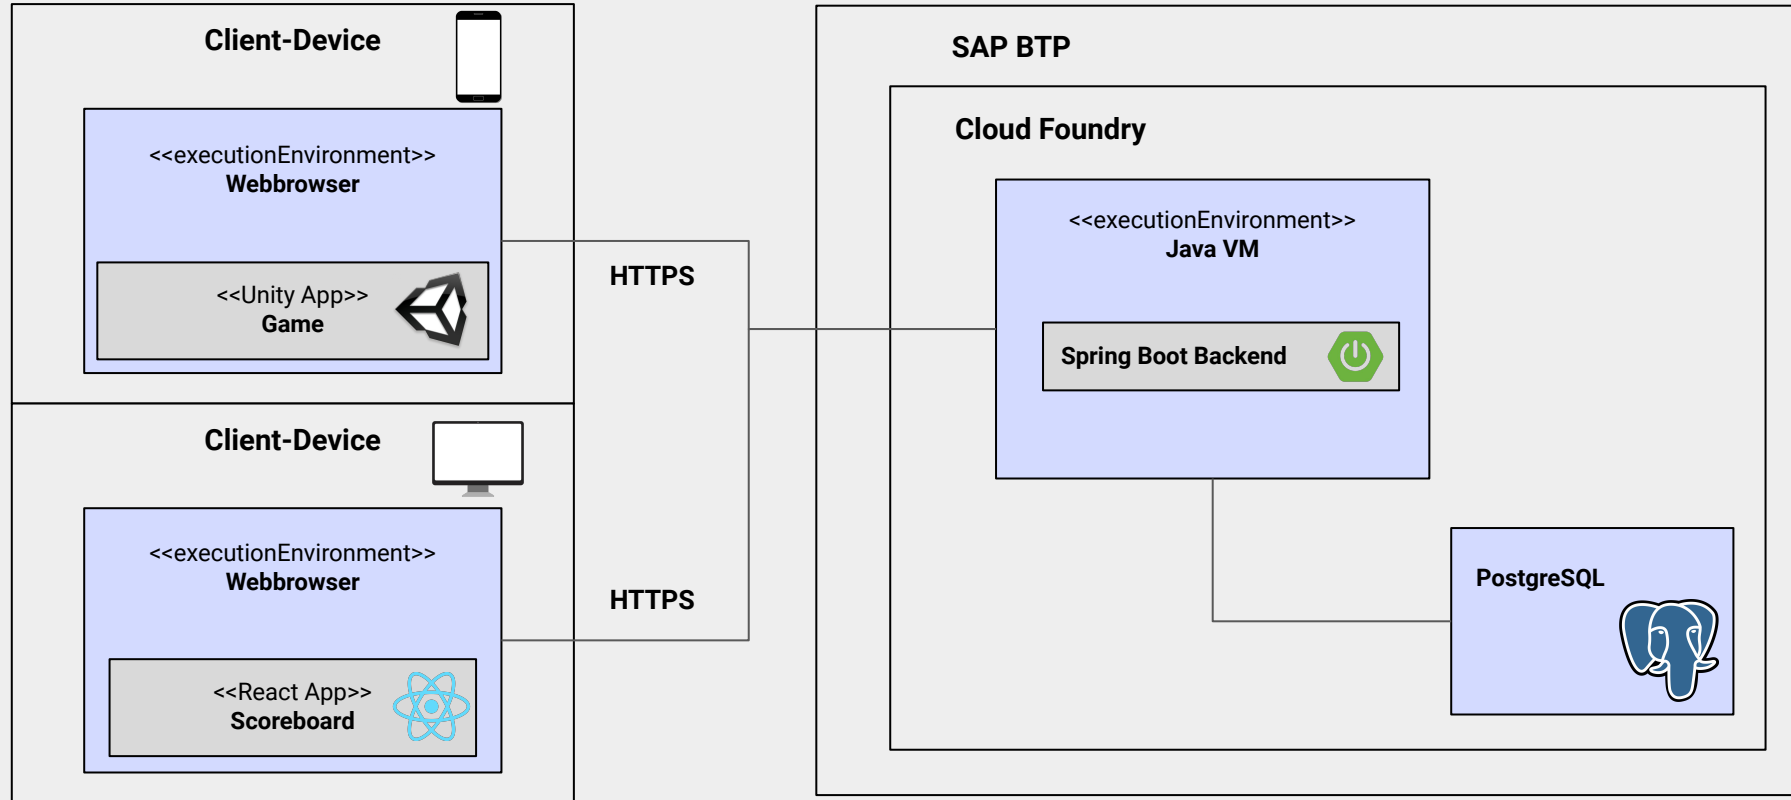 Client-Device
<<executionEnvironment>>
Webbrowser
<<Unity App>>
Game
Client-Device
<<executionEnvironment>>
Webbrowser
<<React App>>
Scoreboard
HTTPS
HTTPS
SAP BTP
Cloud Foundry
<<executionEnvironment>>
Java VM
Spring Boot Backend
PostgreSQL